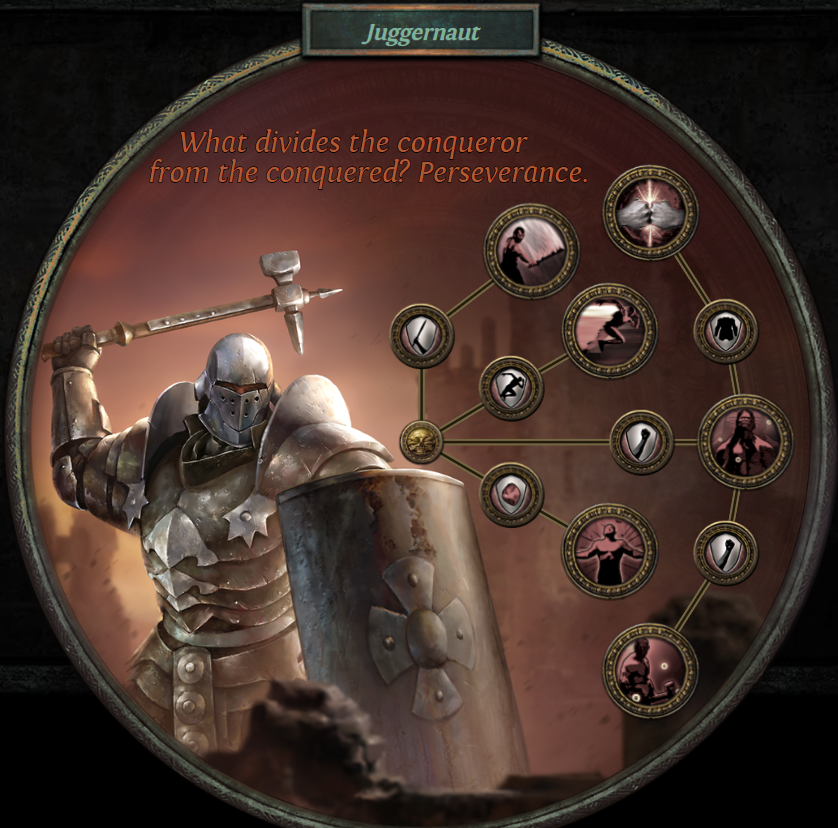 Juggernaut
What divides the conqueror
from the conquered? Perseverance.